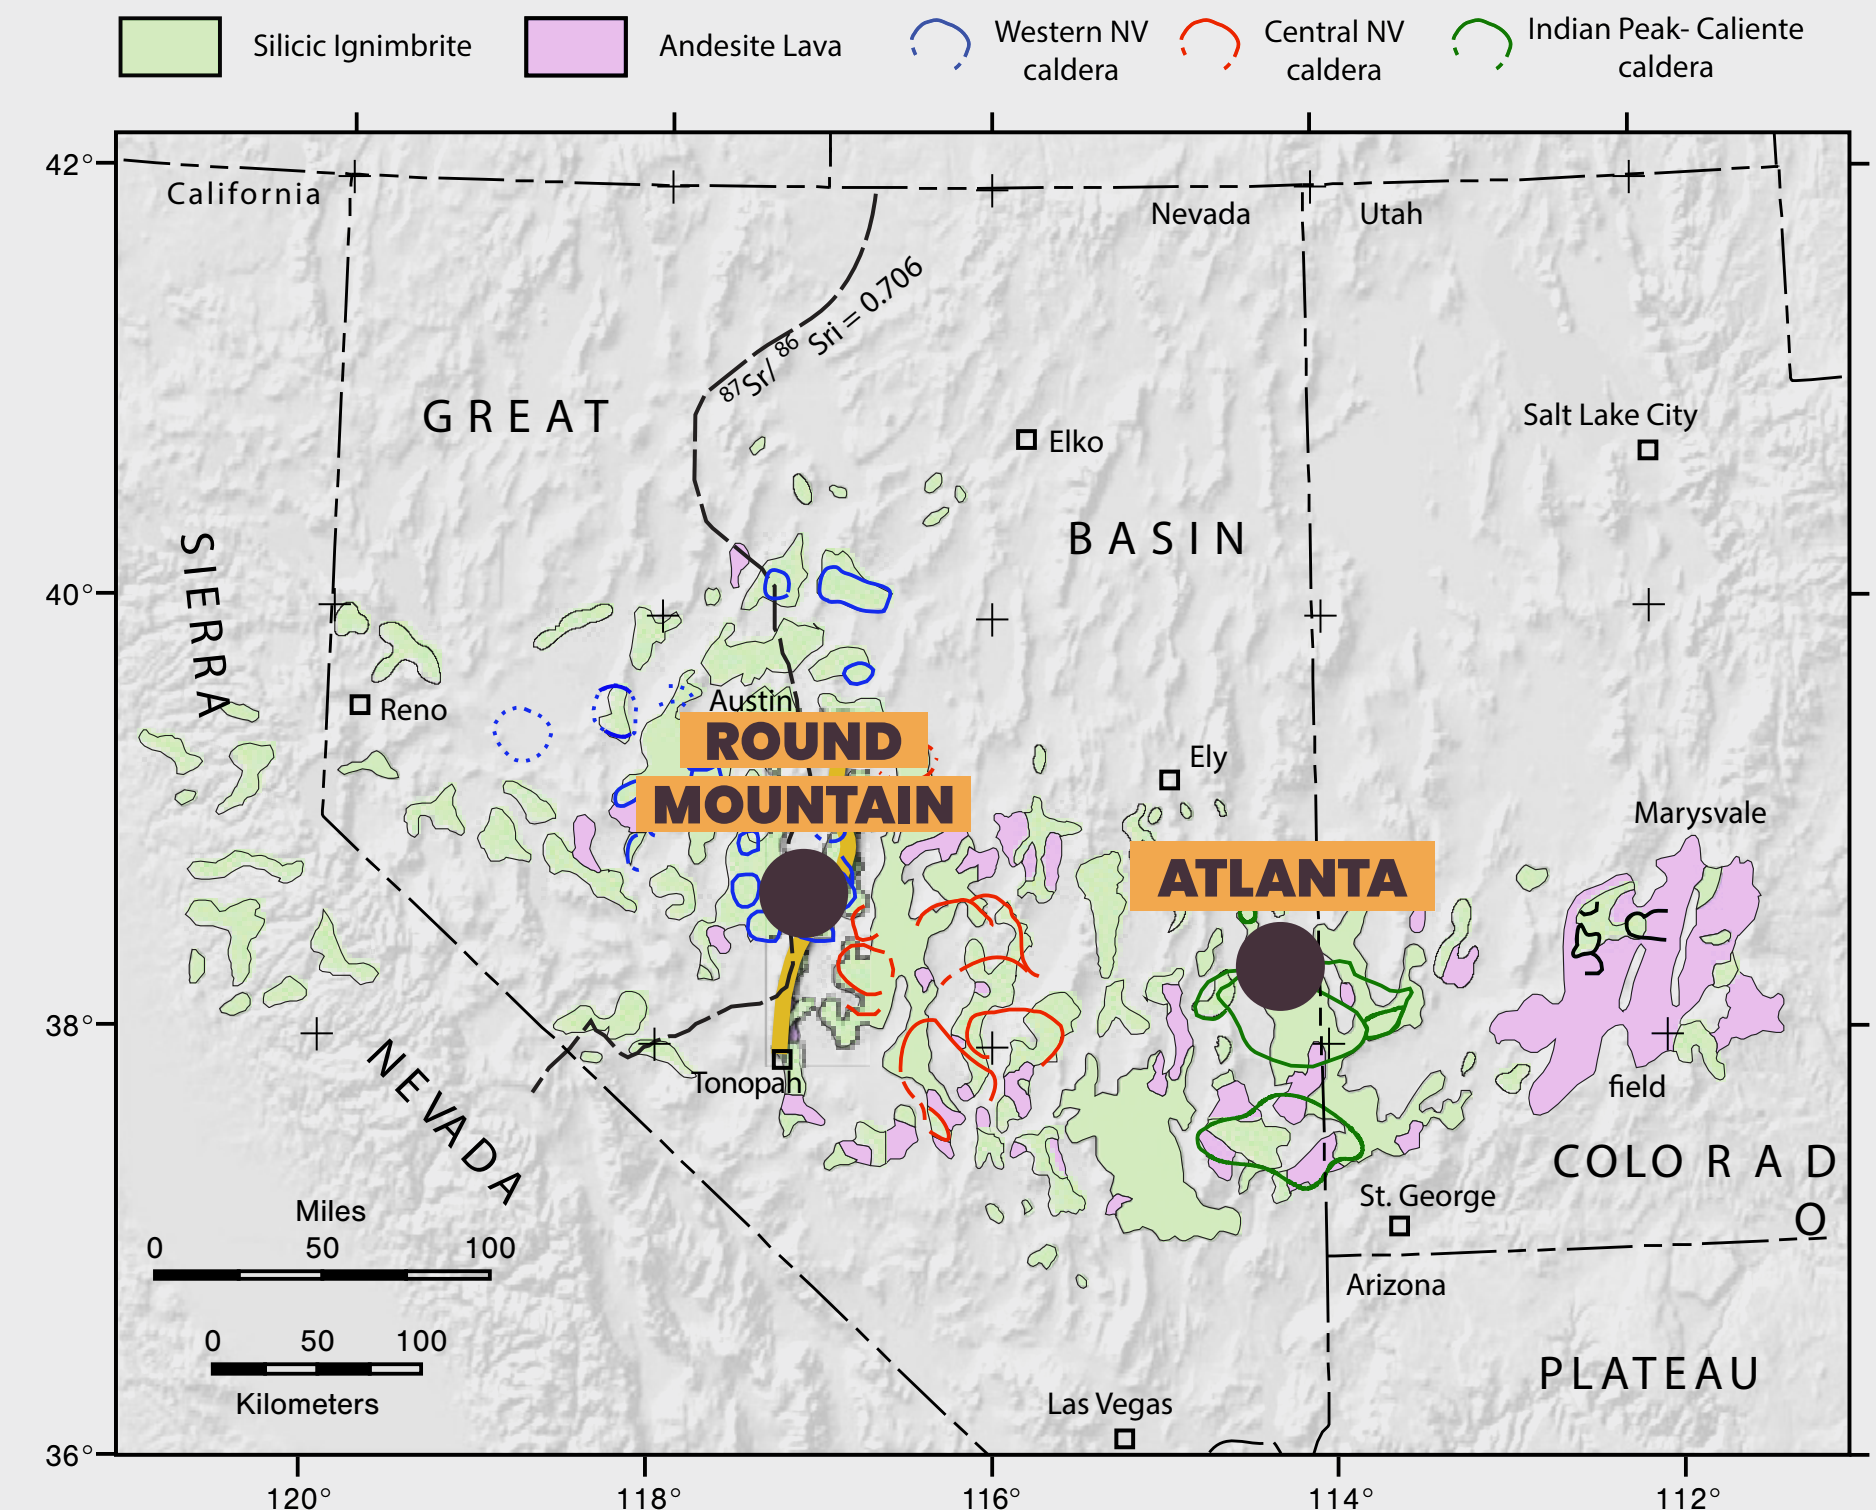 Silicic Ignimbrite
Andesite Lava
Western NV
caldera
Central NV
caldera
Indian Peak- Caliente
caldera
42°
California
Nevada
Utah
87Sr/ 86 Sri = 0.706
GREAT
Elko
Salt Lake City
BASIN
SIERRA
40°
Reno
Austin
ROUND
MOUNTAIN
Ely
Marysvale
ATLANTA
38°
NEVADA
Tonopah
field
COLORAD
O
St. George
Miles
0 50 100
Arizona
0 50 100
Kilometers
PLATEAU
Las Vegas
36°
120° 118° 116° 114° 112°